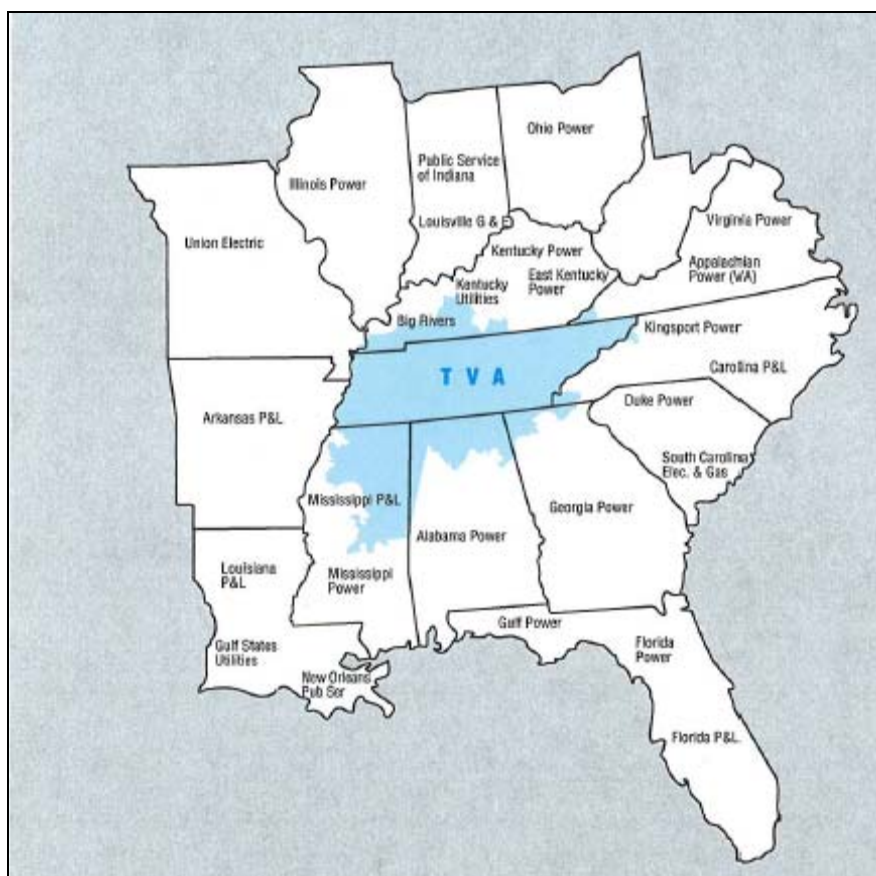 Ohio Power
Public Service
of Indiana
Illinois Power
Louisville G & E
Virginia Power
Union Electric
Kentucky Power
Appalachian
Power (WA)
East Kentucky
Power
Kentucky
Utilities
Big Rivers
Kingsport Power
TVA
Carolina P&L
Arkansas P&L
Duke Power
South Carolina
Elec. & Gas
Mississippi P&L
Georgia Power
Alabama Power
Louisiana
P&L
Mississippi
Power
Gulf Power
Florida
Power
Gulf States
Utilities
New Orleans
Pub Ser
Florida P&L